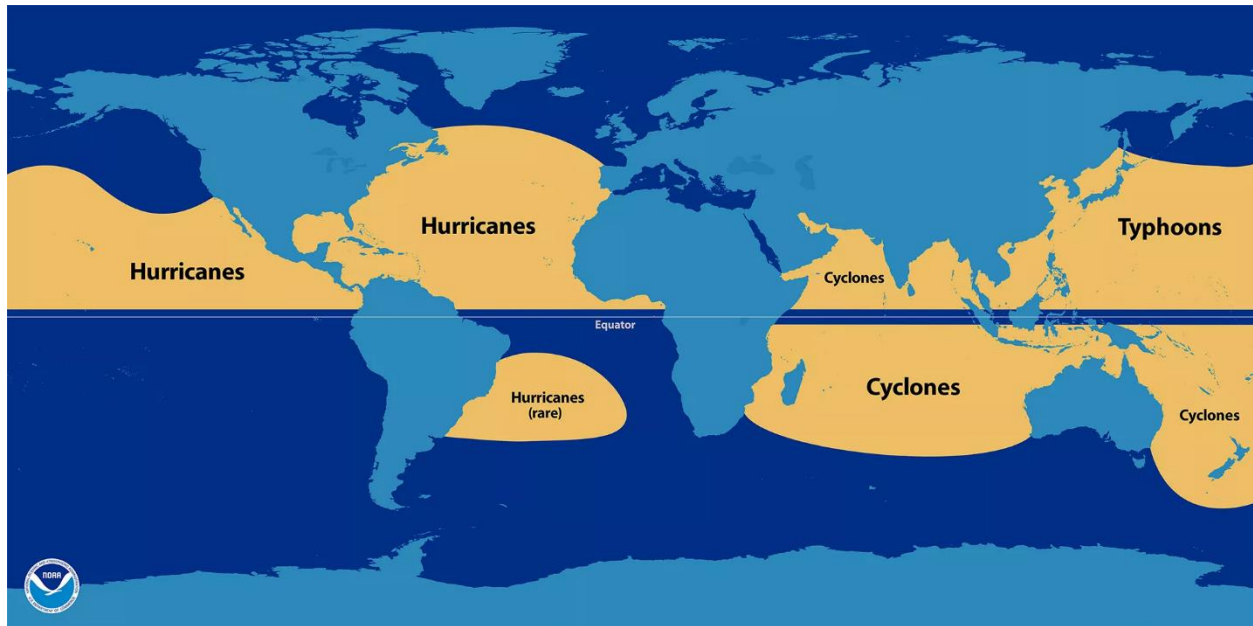 Hurricanes
Hurricanes
Typhoons
Cyclones
Equator
Hurricanes
(rare)
Cyclones
Cyclones
NOAA